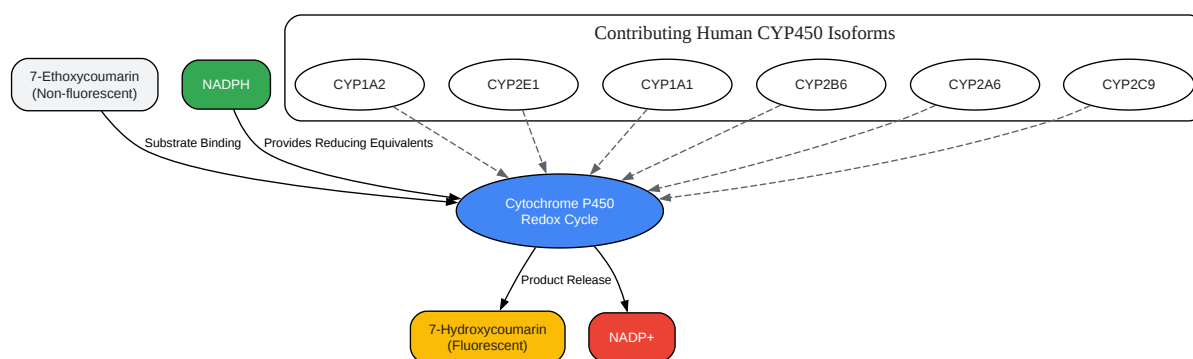 Contributing Human CYP450 Isoforms
7-Ethoxycoumarin
(Non-fluorescent)
NADPH
CYP1A2
CYP2E1
CYP1A1
CYP2B6
CYP2A6
CYP2C9
Substrate Binding
Provides Reducing Equivalents
Cytochrome P450
Redox Cycle
Product Release
7-Hydroxycoumarin
(Fluorescent)
NADP+